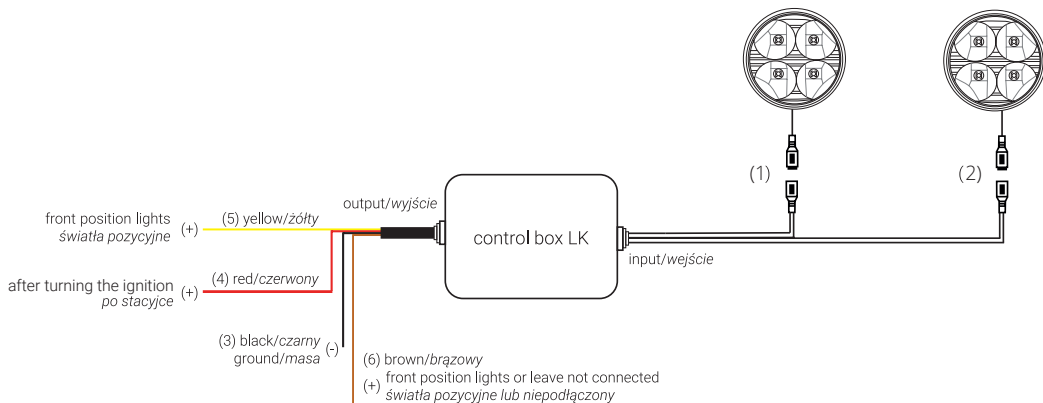 (1)
(2)
output/wyjście
control box LK
input/wejście
front position lights
światła pozycyjne
(+)
(5) yellow/żółty
after turning the ignition
po stacyjce
(+)
(4) red/czerwony
(3) black/czarny
ground/masa
(-)
(6) brown/brązowy
(+)
front position lights or leave not connected
światła pozycyjne lub niepodłączony